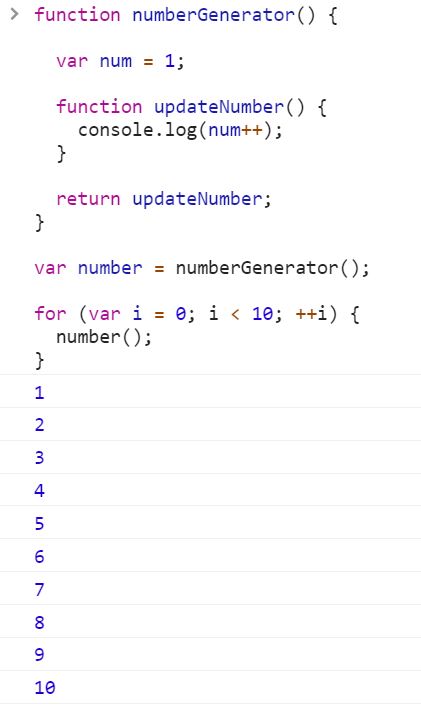 function numberGenerator() {
var num = 1;
function updateNumber() {
console.log(num++);
}
return updateNumber;
}
var number = numberGenerator();
for (var i = 0; i < 10; ++i) {
number();
}
1
2
3
4
5
6
7
8
9
10